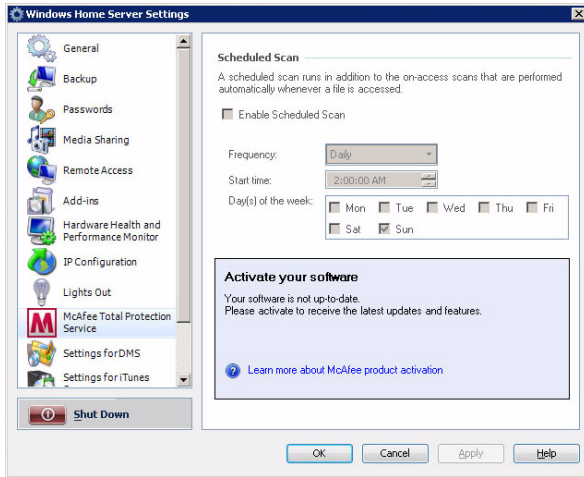 Windows Home Server Settings
General
Backup
Passwords
Media Sharing
Remote Access
Add-ins
Hardware Health and
Performance Monitor
IP Configuration
Lights Out
McAfee Total Protection
Service
Settings for DMS
Settings for iTunes
Shut Down
Scheduled Scan
A scheduled scan runs in addition to the on-access scans that are performed
automatically whenever a file is accessed.
Enable Scheduled Scan
Frequency: Daily
Start time: 2:00:00 AM
Day(s) of the week: Mon Tue Wed Thu Fri
Sat Sun
Activate your software
Your software is not up-to-date.
Please activate to receive the latest updates and features.
Learn more about McAfee product activation
OK Cancel Apply Help